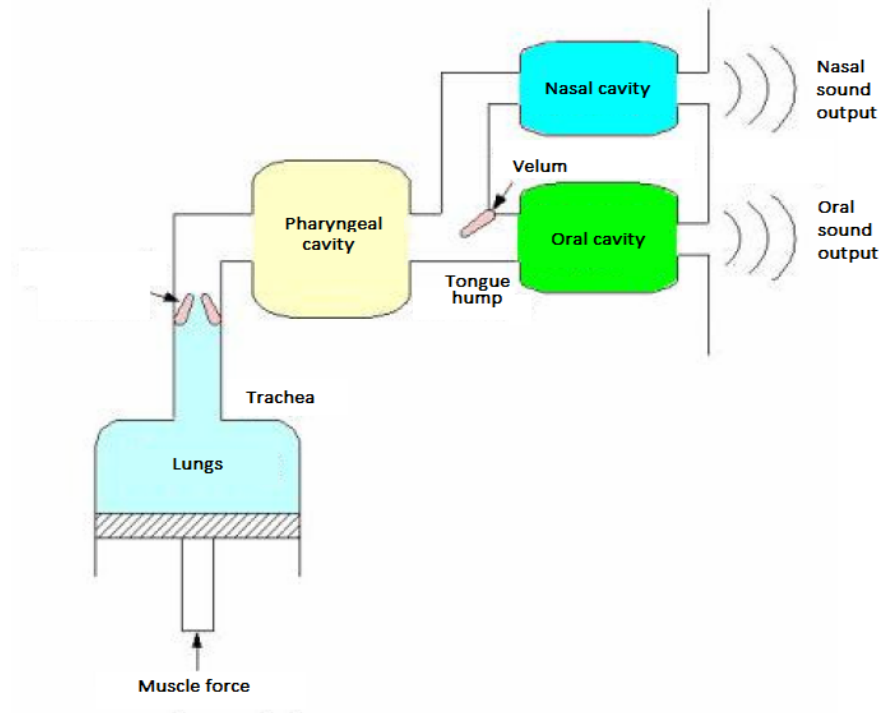 Nasal cavity
Nasal
sound
output
Velum
Pharyngeal
cavity
Oral cavity
Oral
sound
output
Tongue
hump
Trachea
Lungs
Muscle force